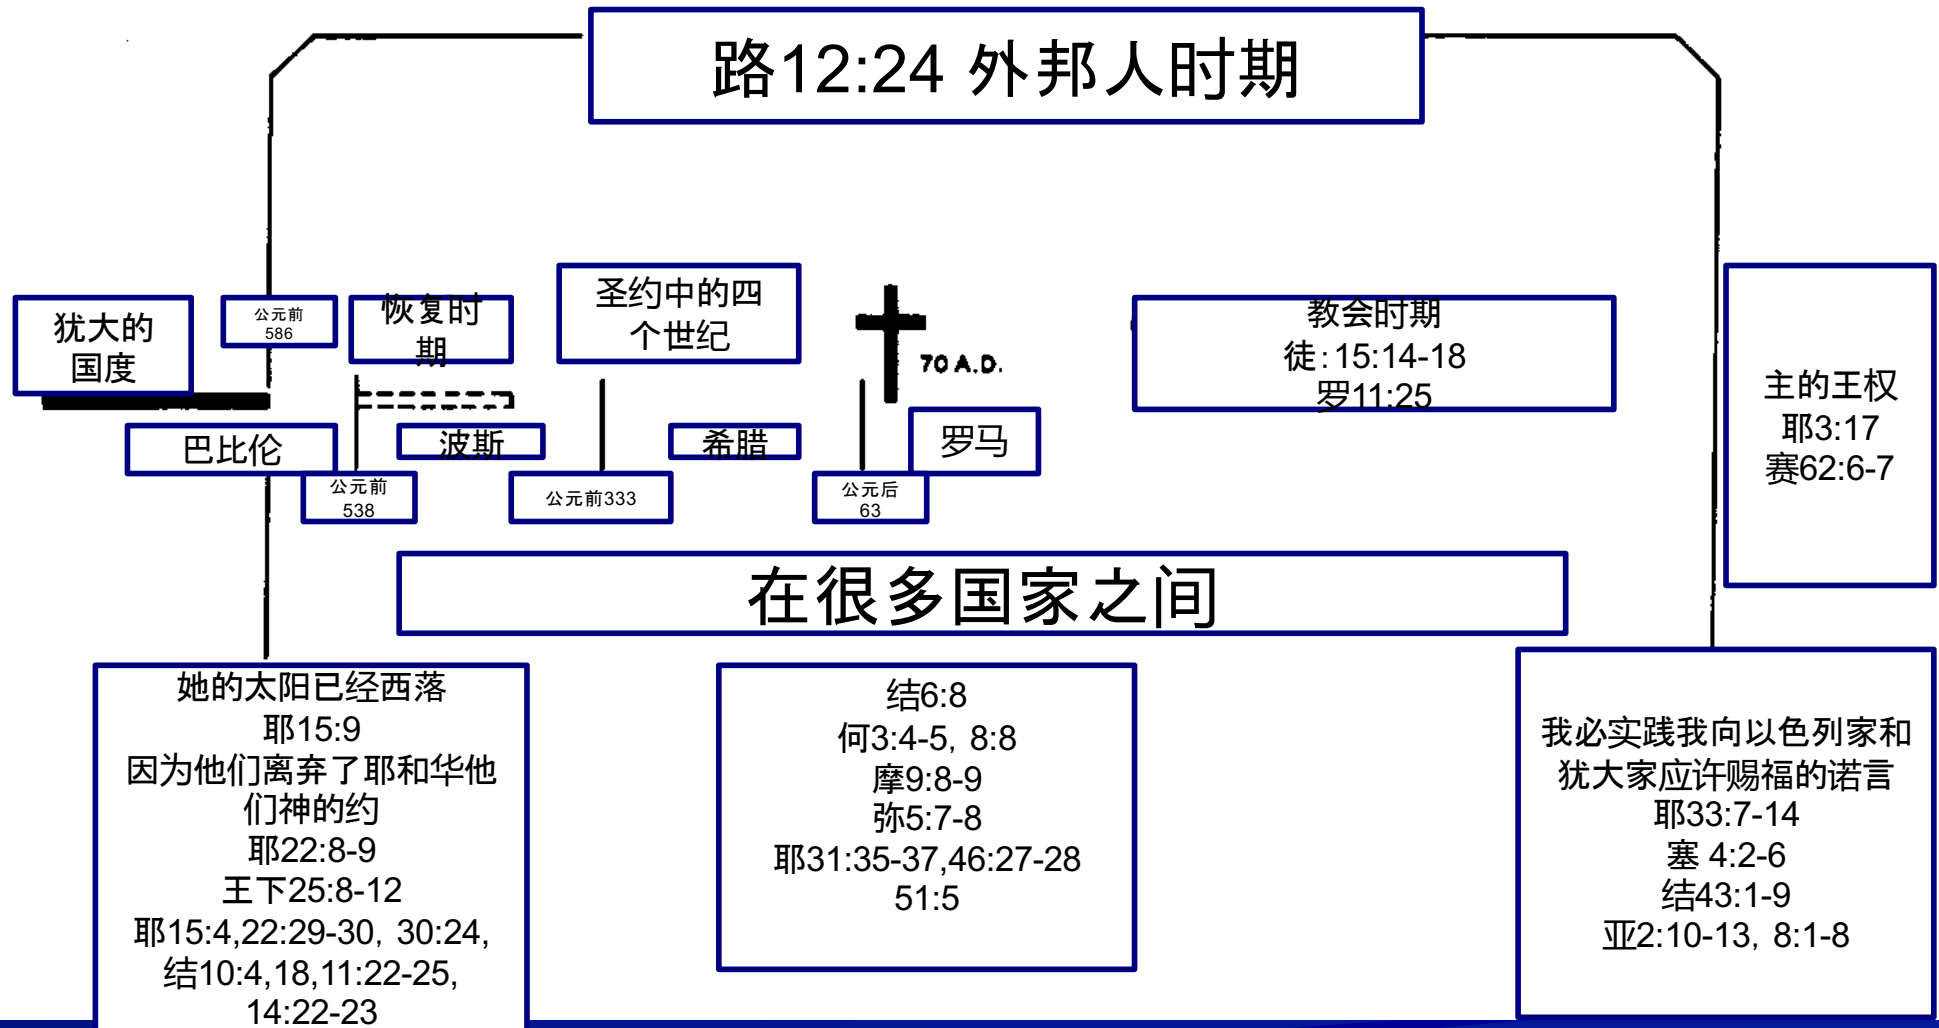 路12:24 外邦人时期
犹大的
国度
公元前
586
恢复时
期
圣约中的四
个世纪
70 A.D.
教会时期
徒：15:14-18
罗11:25
主的王权
耶3:17
赛62:6-7
巴比伦
波斯
希腊
罗马
公元前
538
公元前333
公元后
63
在很多国家之间
她的太阳已经西落
耶15:9
因为他们离弃了耶和华他
们神的约
耶22:8-9
王下25:8-12
耶15:4,22:29-30，30:24,
结10:4,18,11:22-25,
14:22-23
结6:8
何3:4-5，8:8
摩9:8-9
弥5:7-8
耶31:35-37,46:27-28
51:5
我必实践我向以色列家和
犹大家应许赐福的诺言
耶33:7-14
塞 4:2-6
结43:1-9
亚2:10-13，8:1-8